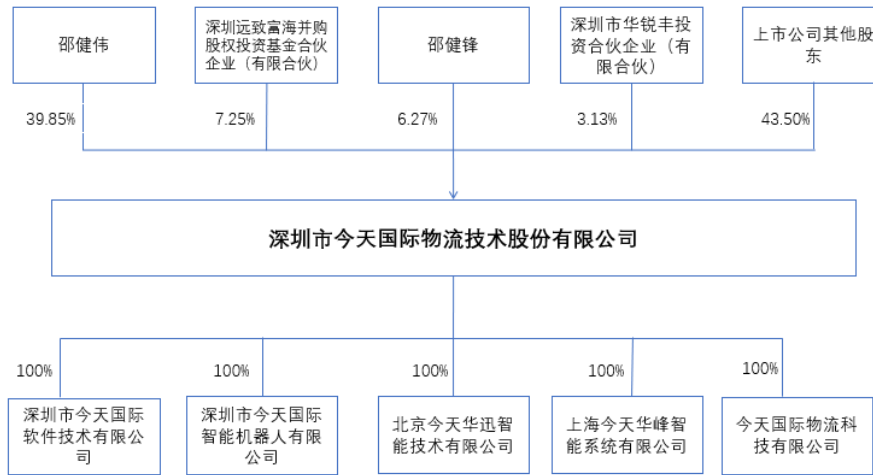 邵健伟
深圳远致富海并购
股权投资基金合伙
企业（有限合伙）
邵健锋
深圳市华锐丰投
资合伙企业（有
限合伙）
上市公司其他股
东
39.85%
7.25%
6.27%
3.13%
43.50%
深圳市今天国际物流技术股份有限公司
100%
100%
100%
100%
100%
深圳市今天国际
软件技术有限公
司
深圳市今天国际
智能机器人有限
公司
北京今天华迅智
能技术有限公司
上海今天华峰智
能系统有限公司
今天国际物流科
技有限公司